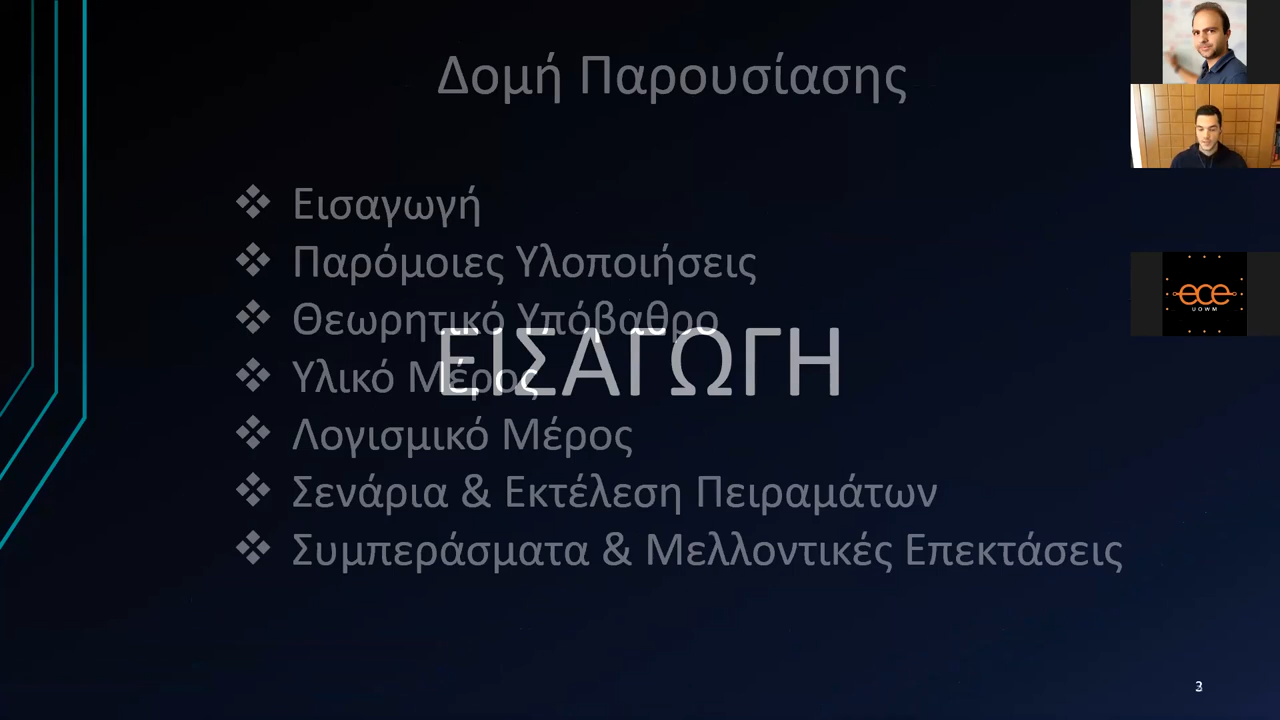 Δομή Παρουσίασης
❖ Εισαγωγή
❖ Παρόμοιες Υλοποιήσεις
❖ Θεωρητικό Υπόβαθρο
ΕΙΣΑΓΩΓΗ
❖ Υλικό Μέρος
❖ Λογισμικό Μέρος
❖ Σενάρια & Εκτέλεση Πειραμάτων
❖ Συμπεράσματα & Μελλοντικές Επεκτάσεις
ece
UOWM